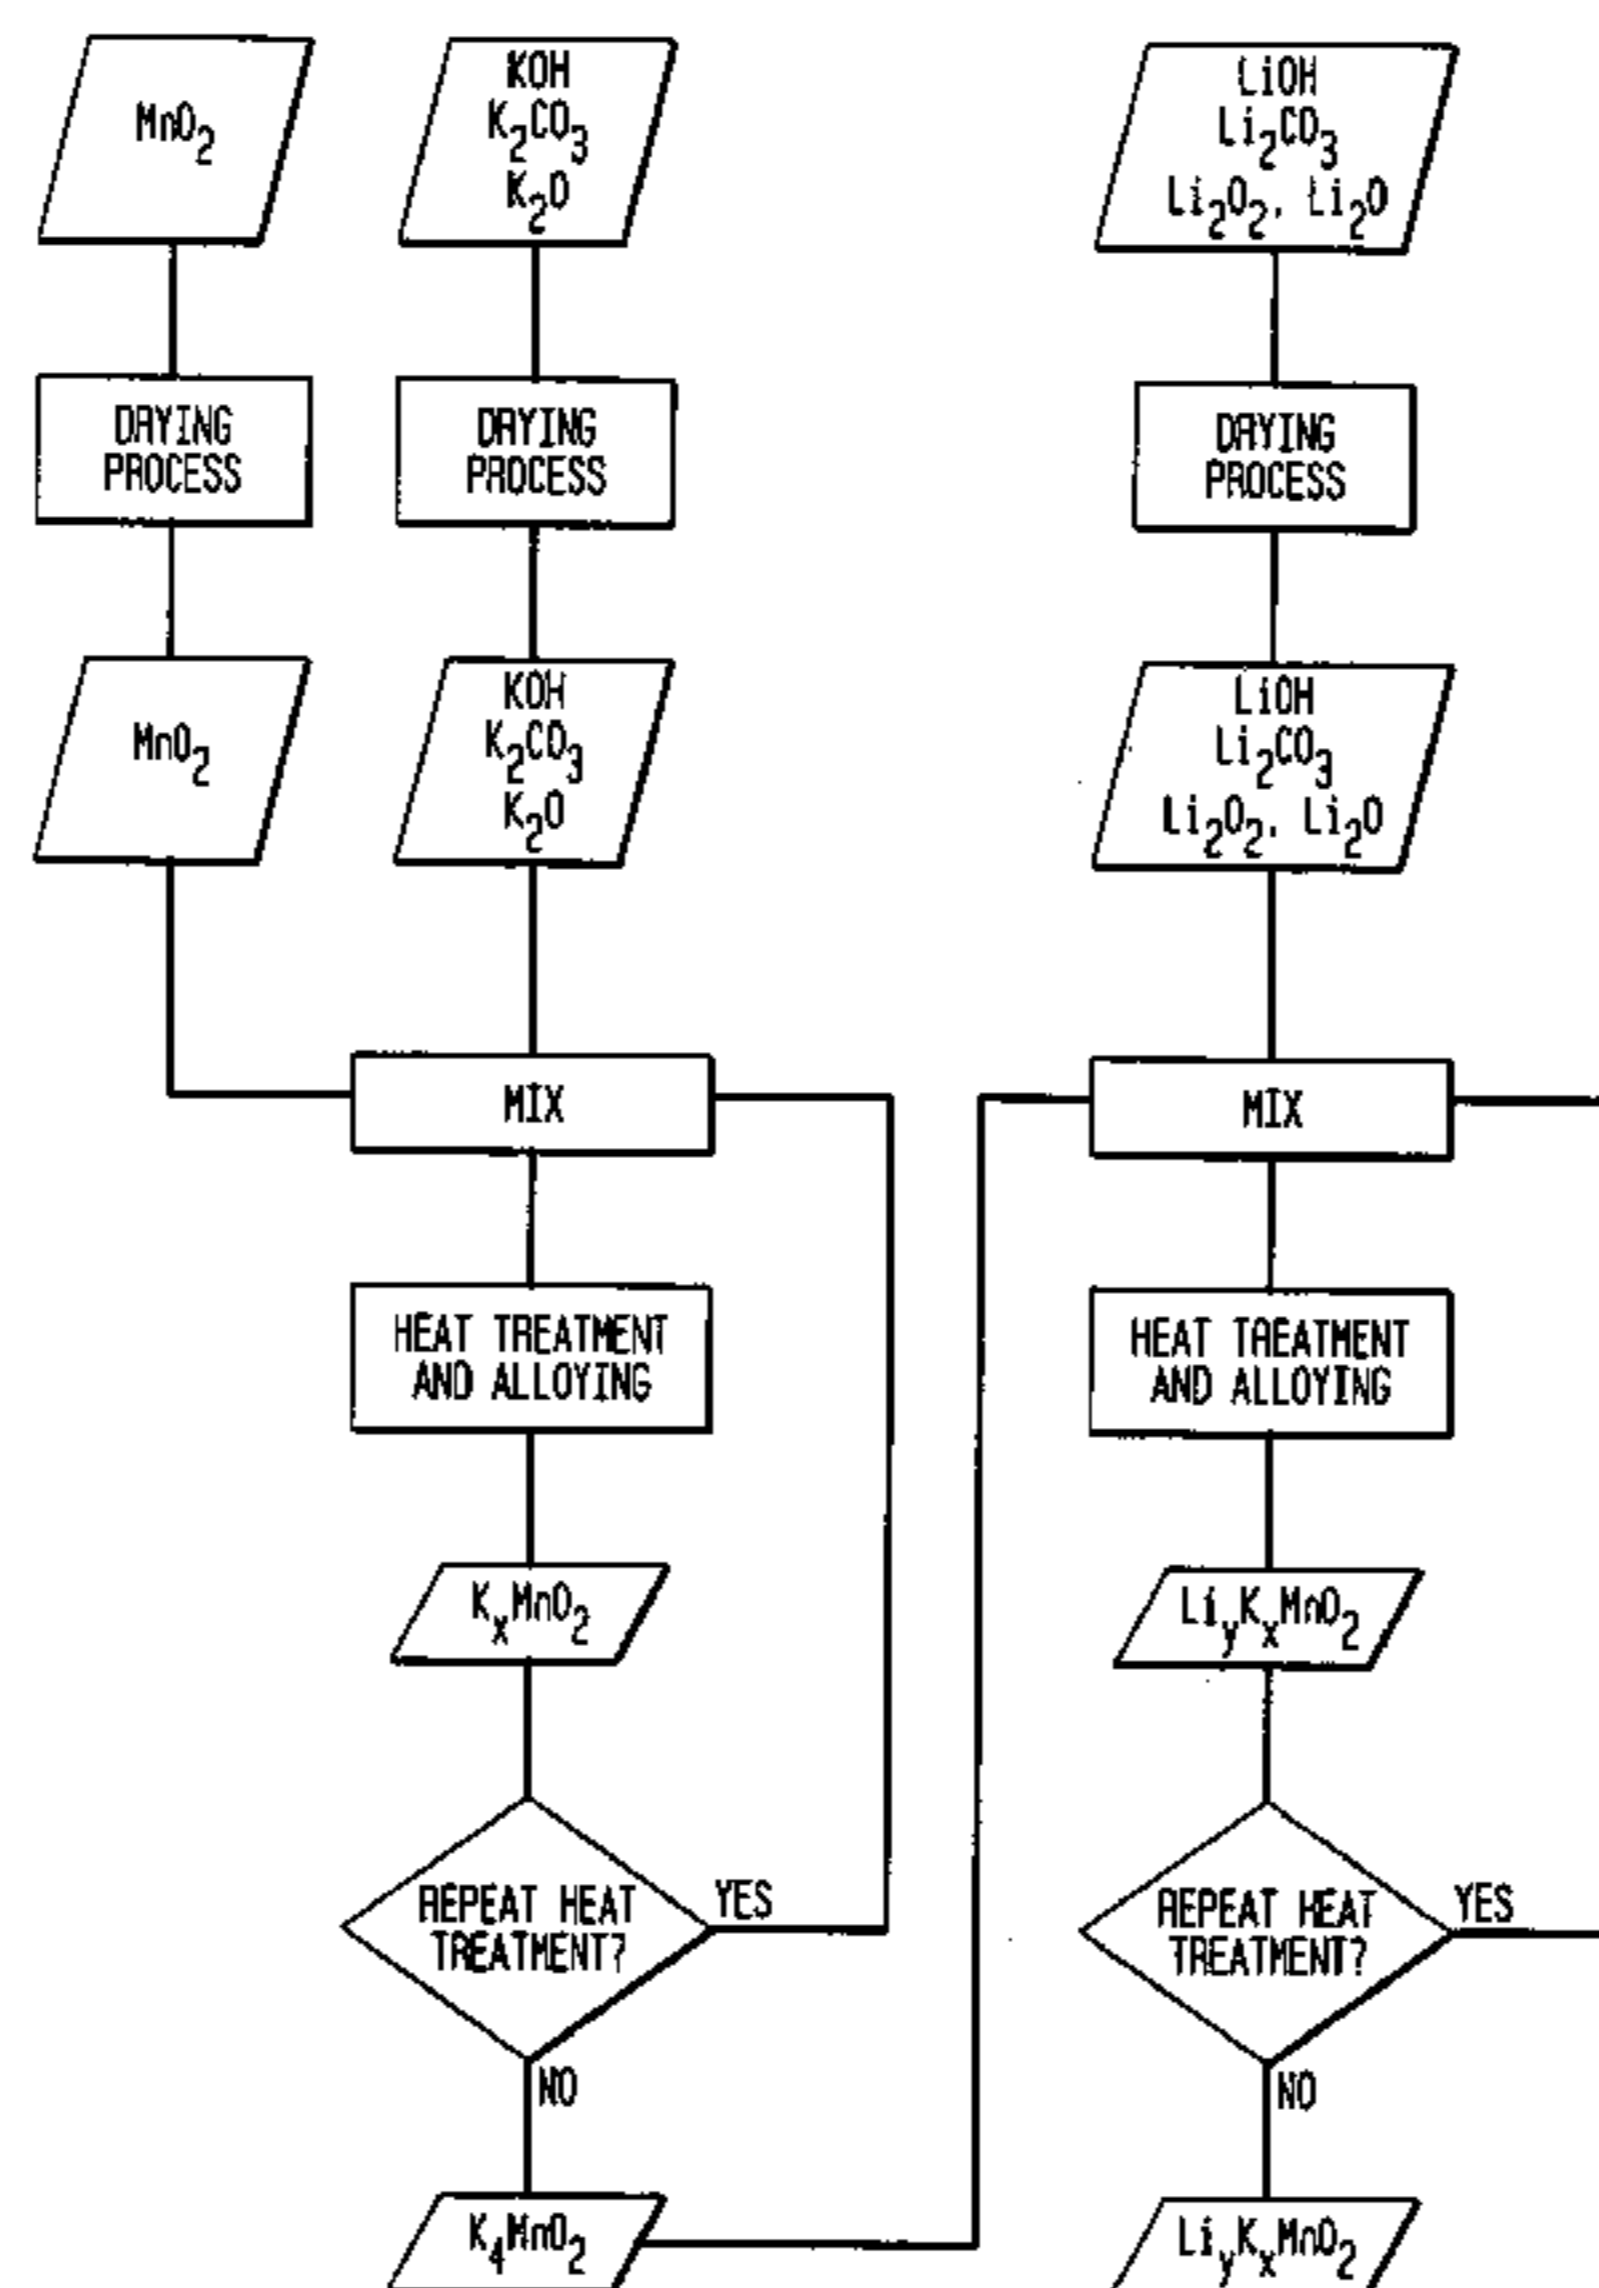 MnO₂
KOH
K₂CO₃
K₂O
LiOH
Li₂CO₃
Li₂O₂, Li₂O
DRYING
PROCESS
DRYING
PROCESS
DRYING
PROCESS
MnO₂
KOH
K₂CO₃
K₂O
LiOH
Li₂CO₃
Li₂O₂, Li₂O
MIX
MIX
HEAT TREATMENT
AND ALLOYING
HEAT TREATMENT
AND ALLOYING
KₓMnO₂
LiyKₓMnO₂
REPEAT HEAT
TREATMENT?
YES
REPEAT HEAT
TREATMENT?
YES
NO
NO
K₄MnO₂
LiyKₓMnO₂